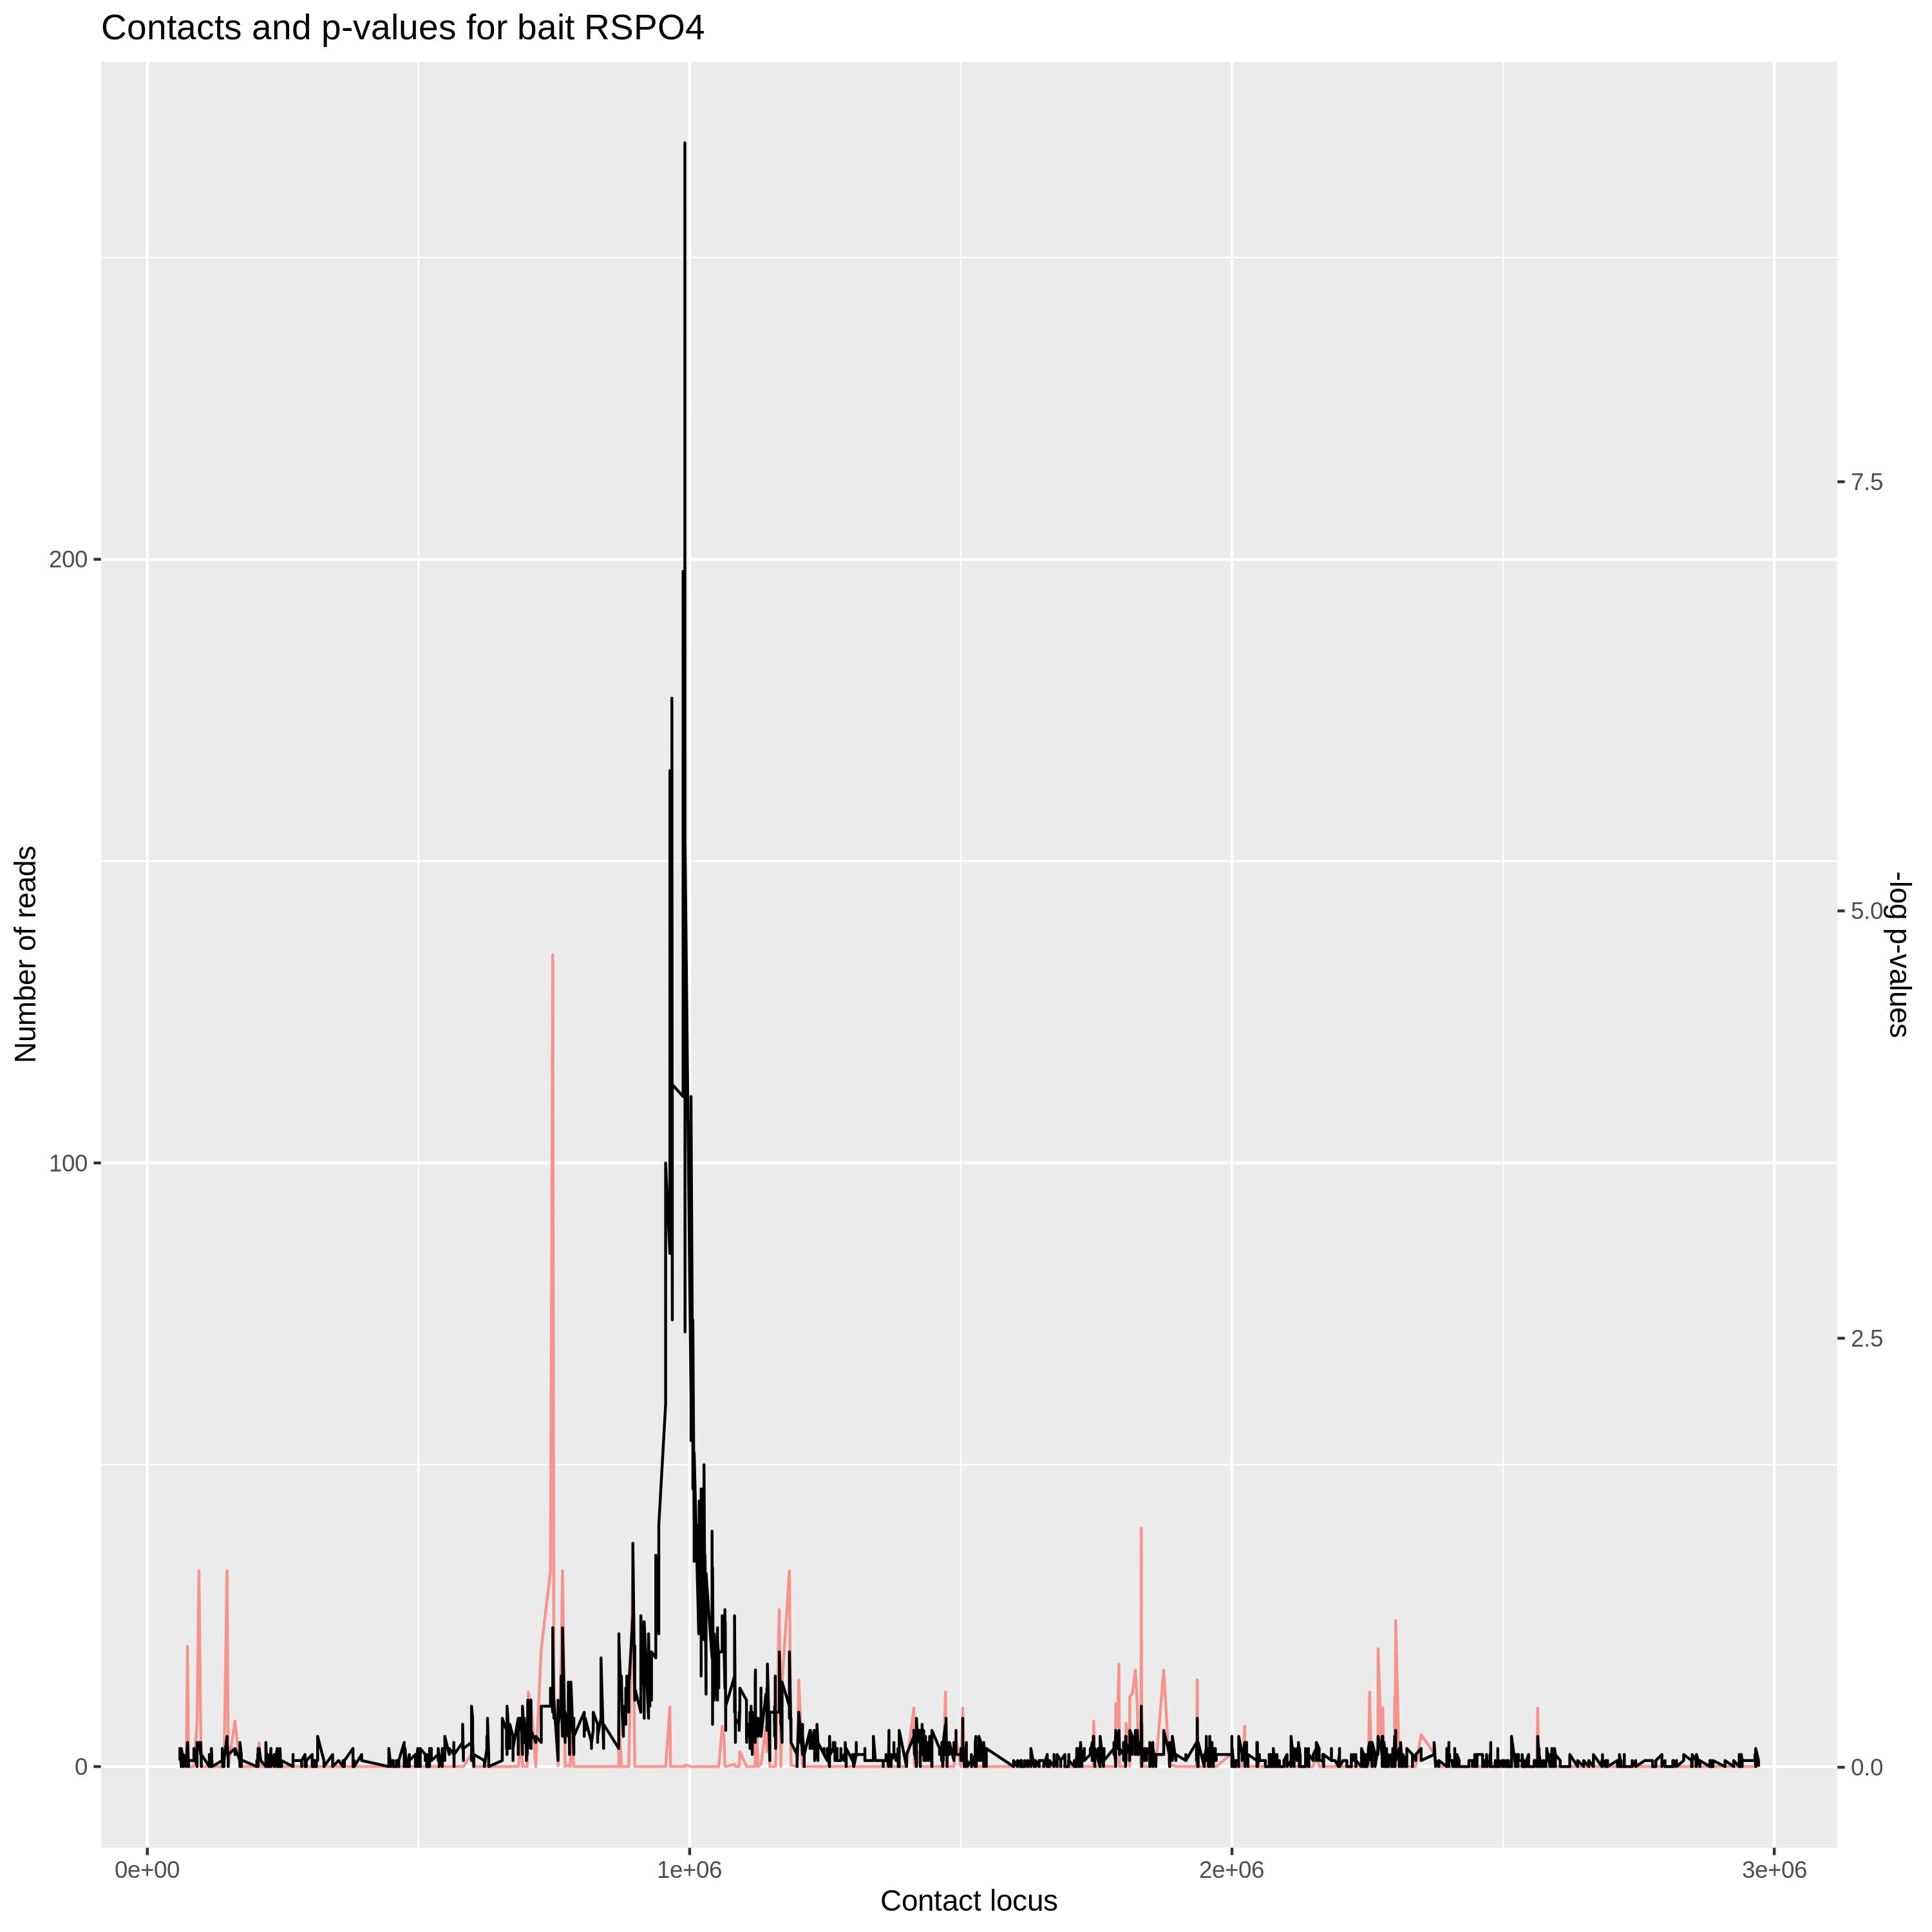 Contacts and p-values for bait RSPO4
7.5
200
5.0
Number of reads
-log p-values
2.5
100
0
0.0
0e+00 1e+06 2e+06 3e+06
Contact locus